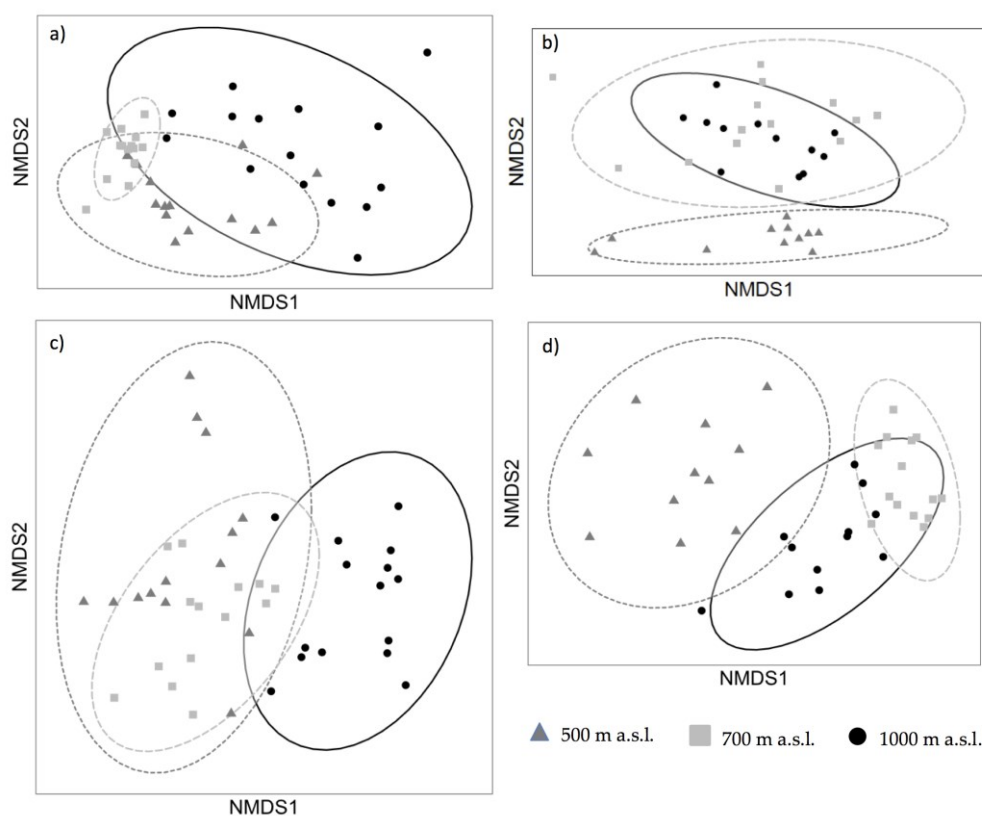 a)
NMDS2
NMDS1
b)
NMDS2
NMDS1
c)
NMDS2
NMDS1
d)
NMDS2
NMDS1
500 m a.s.l. 700 m a.s.l. 1000 m a.s.l.